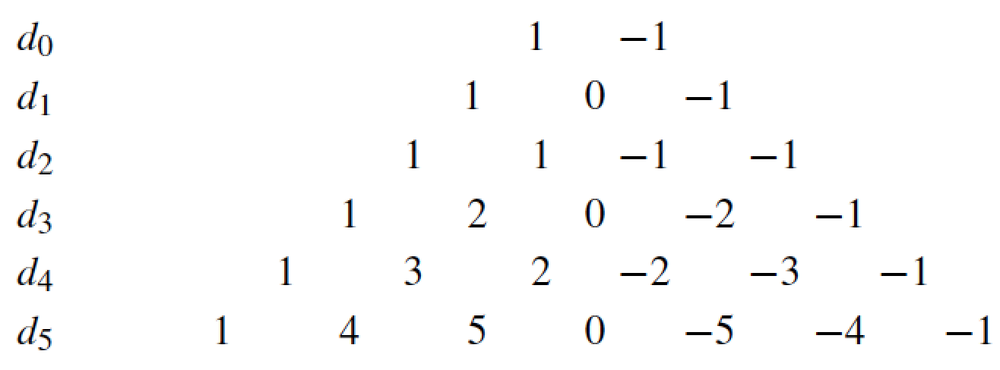 d₀ 1 −1
d₁ 1 0 −1
d₂ 1 1 −1 −1
d₃ 1 2 0 −2 −1
d₄ 1 3 2 −2 −3 −1
d₅ 1 4 5 0 −5 −4 −1